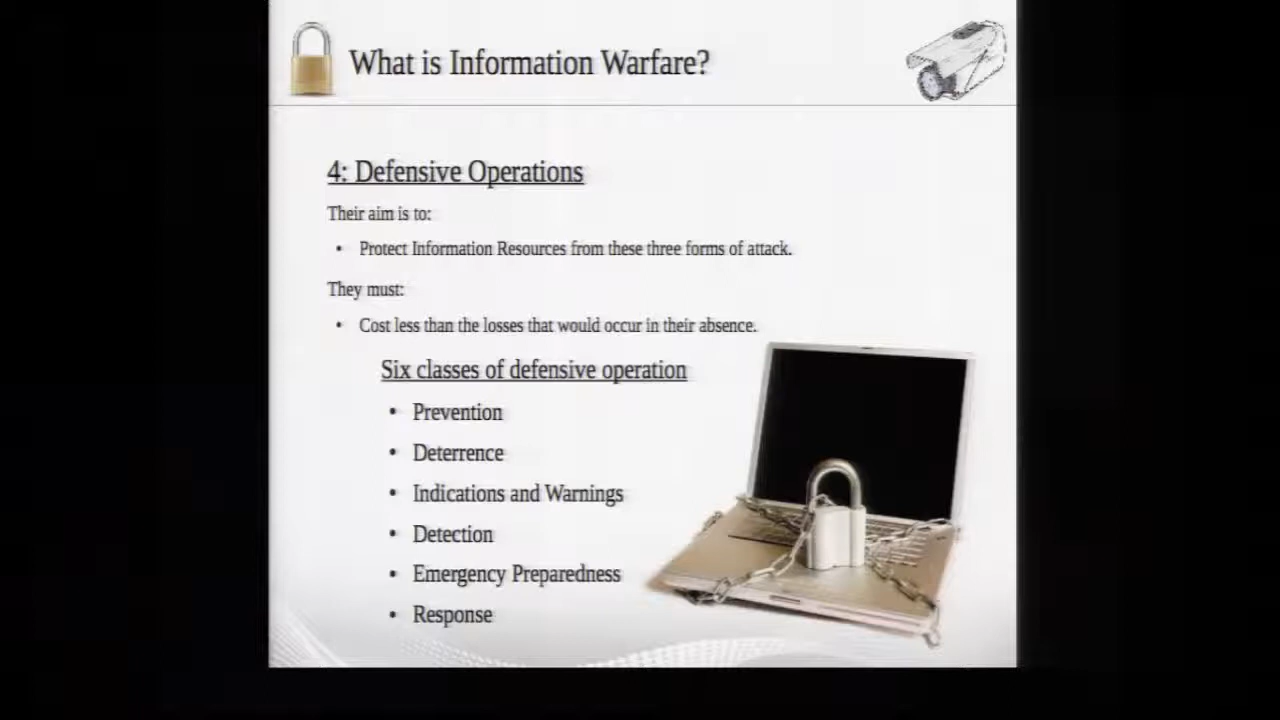 What is Information Warfare?
4: Defensive Operations
Their aim is to:
• Protect Information Resources from these three forms of attack.
They must:
• Cost less than the losses that would occur in their absence.
Six classes of defensive operation
• Prevention
• Deterrence
• Indications and Warnings
• Detection
• Emergency Preparedness
• Response